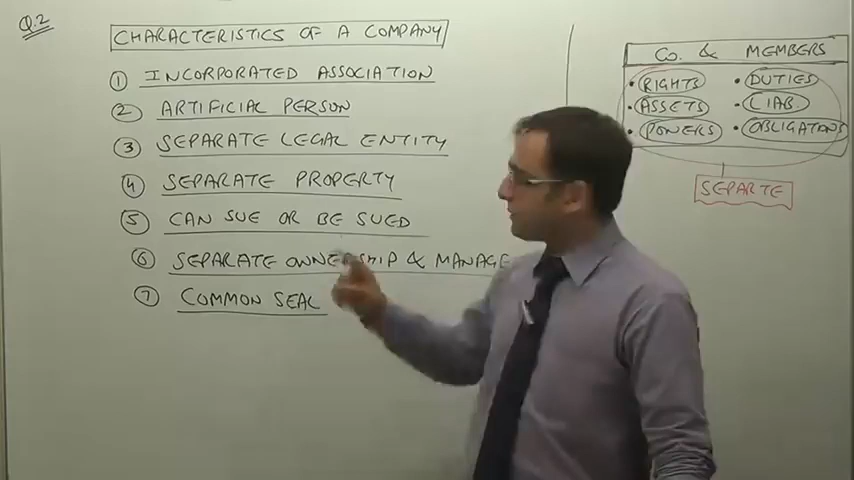 Q.2
CHARACTERISTICS OF A COMPANY
① INCORPORATED ASSOCIATION
② ARTIFICIAL PERSON
③ SEPARATE LEGAL ENTITY
④ SEPARATE PROPERTY
⑤ CAN SUE OR BE SUED
⑥ SEPARATE OWNERSHIP & MANAGE
⑦ COMMON SEAL
CO. & MEMBERS
• RIGHTS • DUTIES
• ASSETS • LIAB.
• POWERS • OBLIGATIONS
SEPARTE